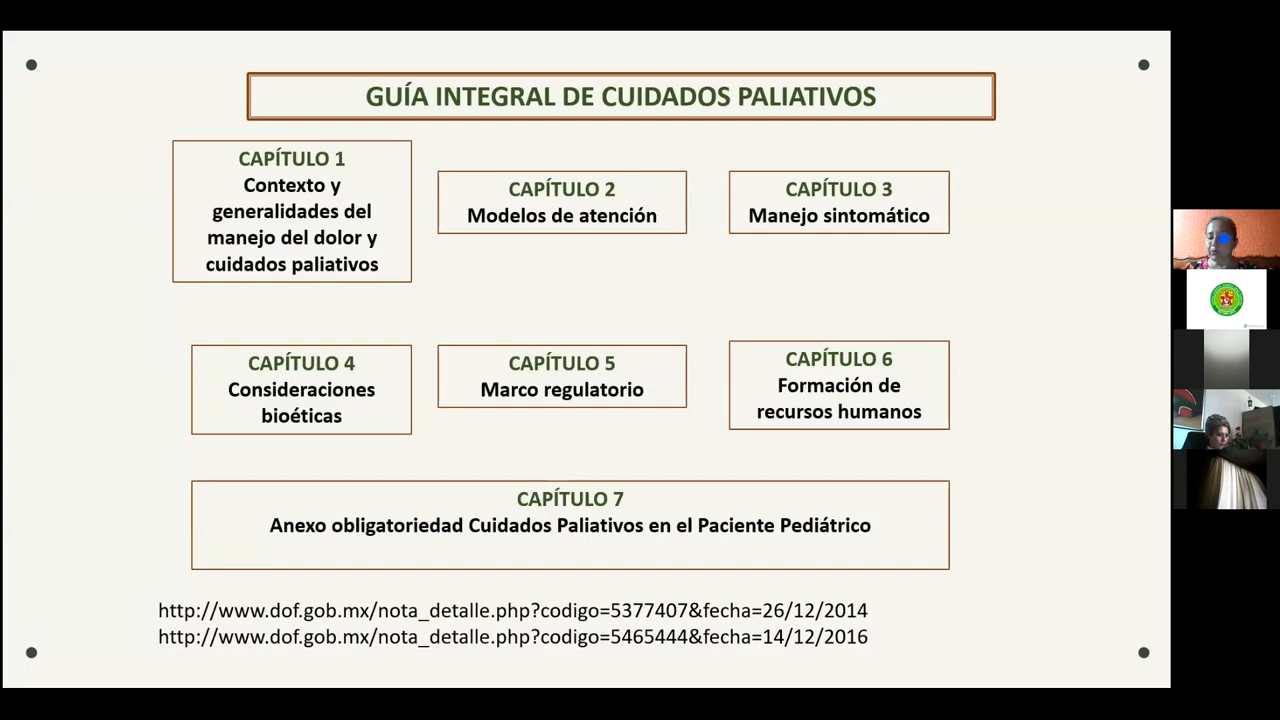 GUÍA INTEGRAL DE CUIDADOS PALIATIVOS
CAPÍTULO 1
Contexto y
generalidades del
manejo del dolor y
cuidados paliativos
CAPÍTULO 2
Modelos de atención
CAPÍTULO 3
Manejo sintomático
CAPÍTULO 4
Consideraciones
bioéticas
CAPÍTULO 5
Marco regulatorio
CAPÍTULO 6
Formación de
recursos humanos
CAPÍTULO 7
Anexo obligatoriedad Cuidados Paliativos en el Paciente Pediátrico
http://www.dof.gob.mx/nota_detalle.php?codigo=5377407&fecha=26/12/2014
http://www.dof.gob.mx/nota_detalle.php?codigo=5465444&fecha=14/12/2016